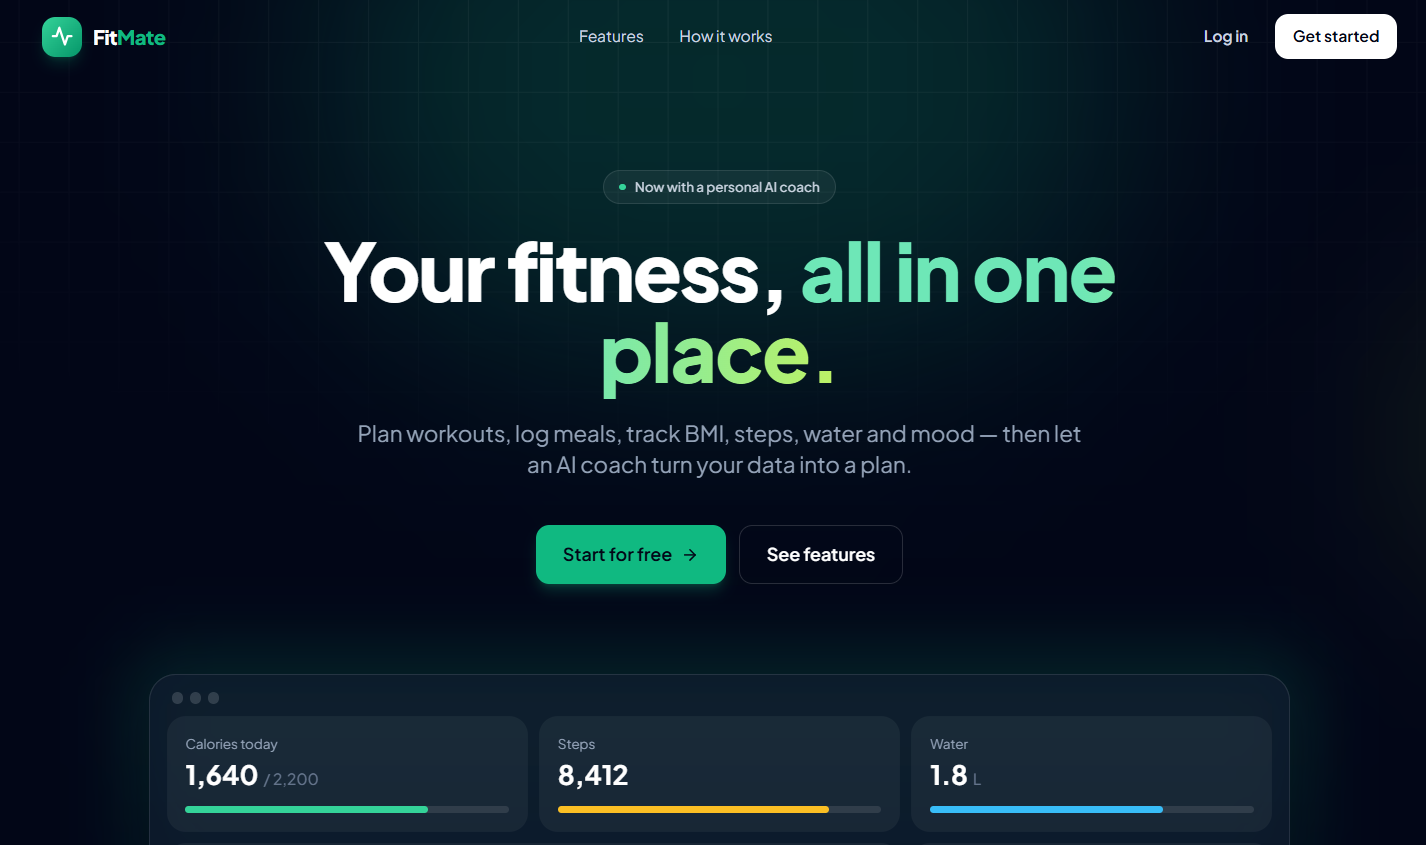 FitMate
Features
How it works
Log in
Get started
Now with a personal AI coach
Your fitness, all in one
place.
Plan workouts, log meals, track BMI, steps, water and mood — then let
an AI coach turn your data into a plan.
Start for free →
See features
Calories today
1,640 / 2,200
Steps
8,412
Water
1.8 L